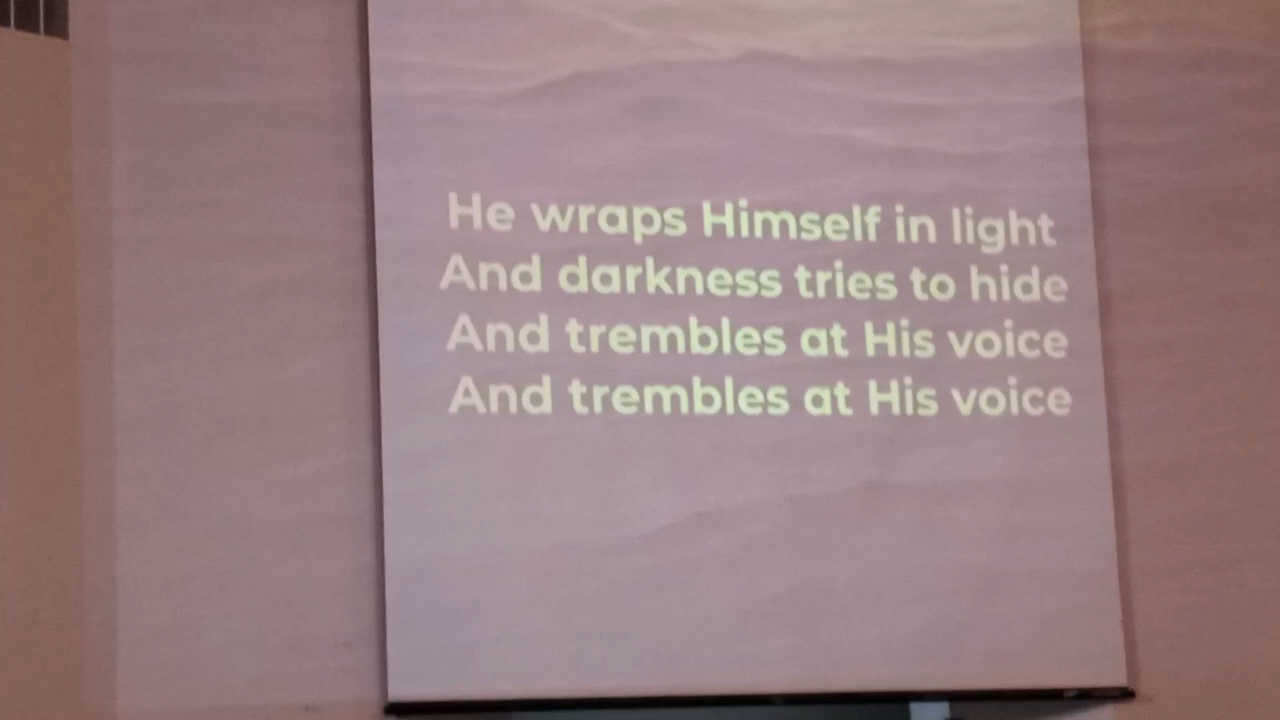 He wraps Himself in light
And darkness tries to hide
And trembles at His voice
And trembles at His voice